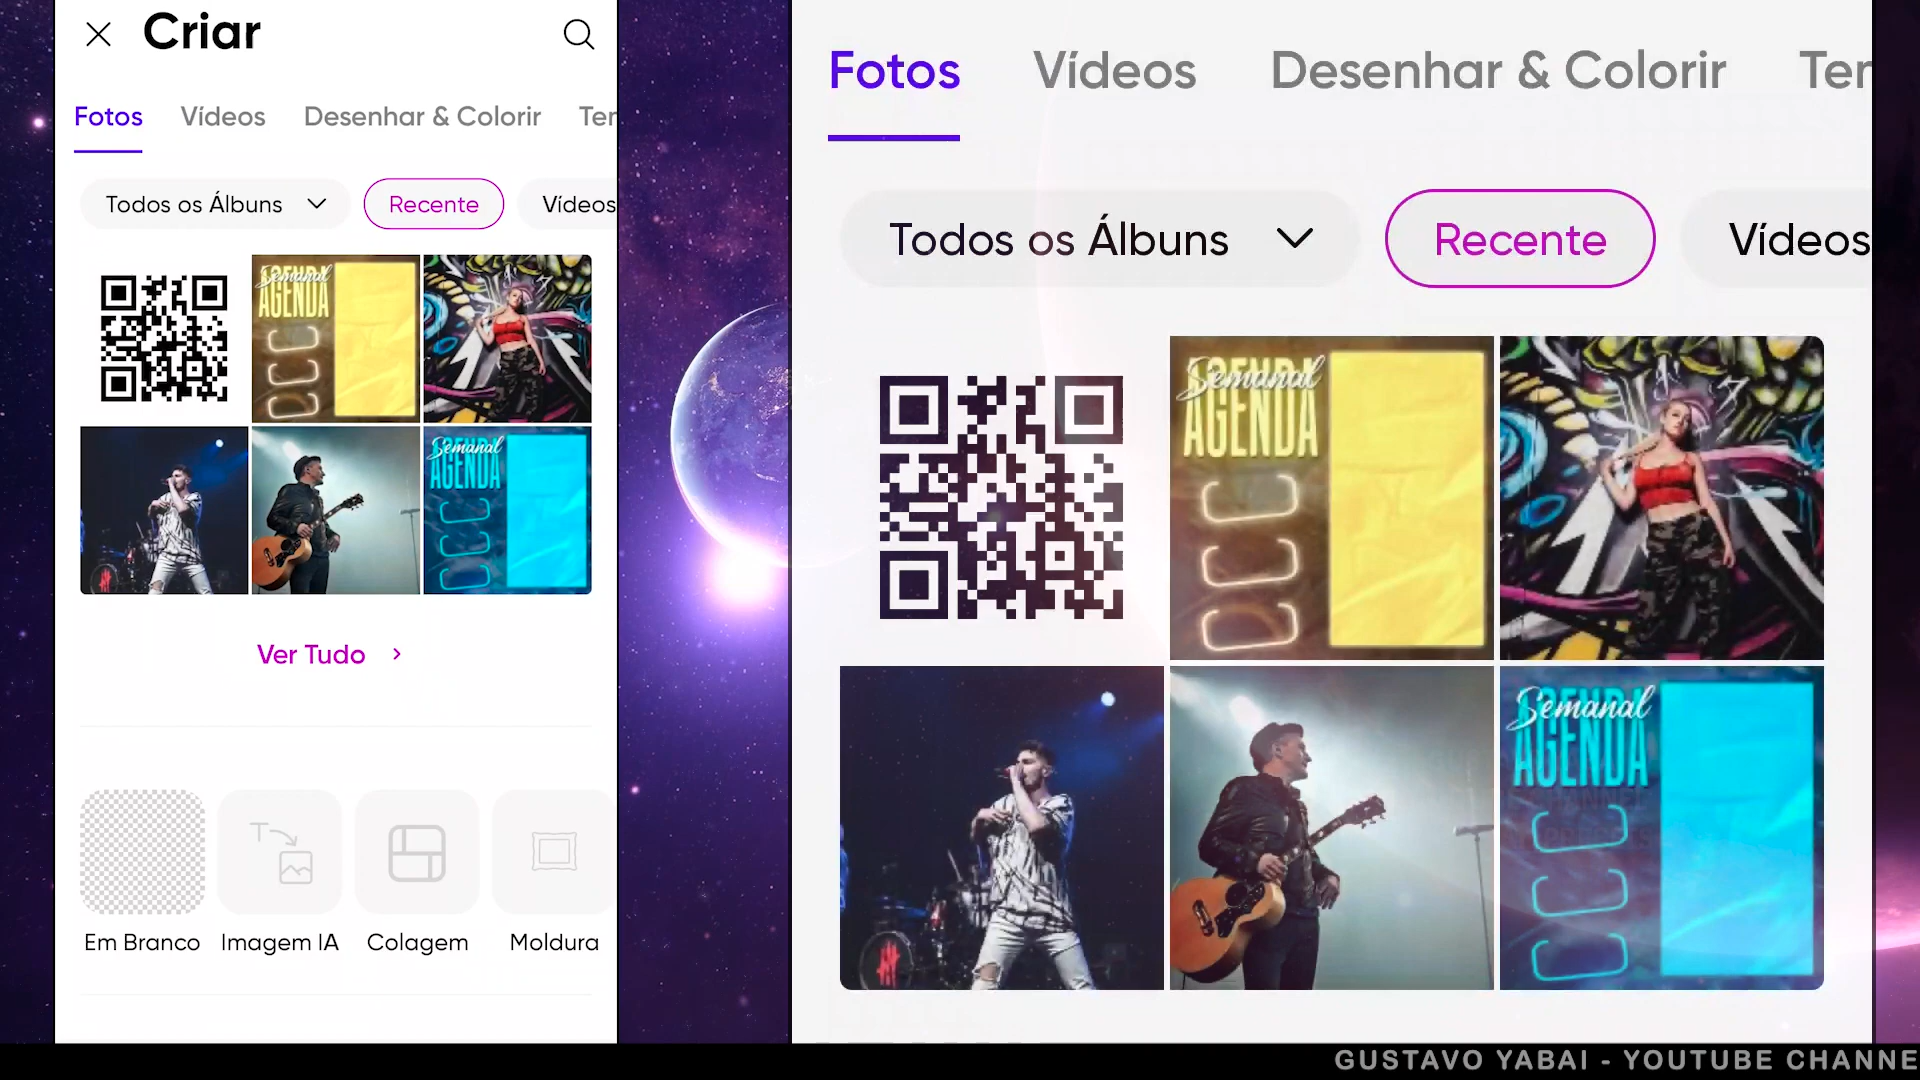 Criar
Fotos Vídeos Desenhar & Colorir Ter
Todos os Álbuns Recente Vídeos
Semanal
AGENDA
Semanal
AGENDA
Ver Tudo
Em Branco Imagem IA Colagem Moldura
Fotos Vídeos Desenhar & Colorir Ter
Todos os Álbuns Recente Vídeos
Semanal
AGENDA
Semanal
AGENDA
GUSTAVO YABAI - YOUTUBE CHANNE